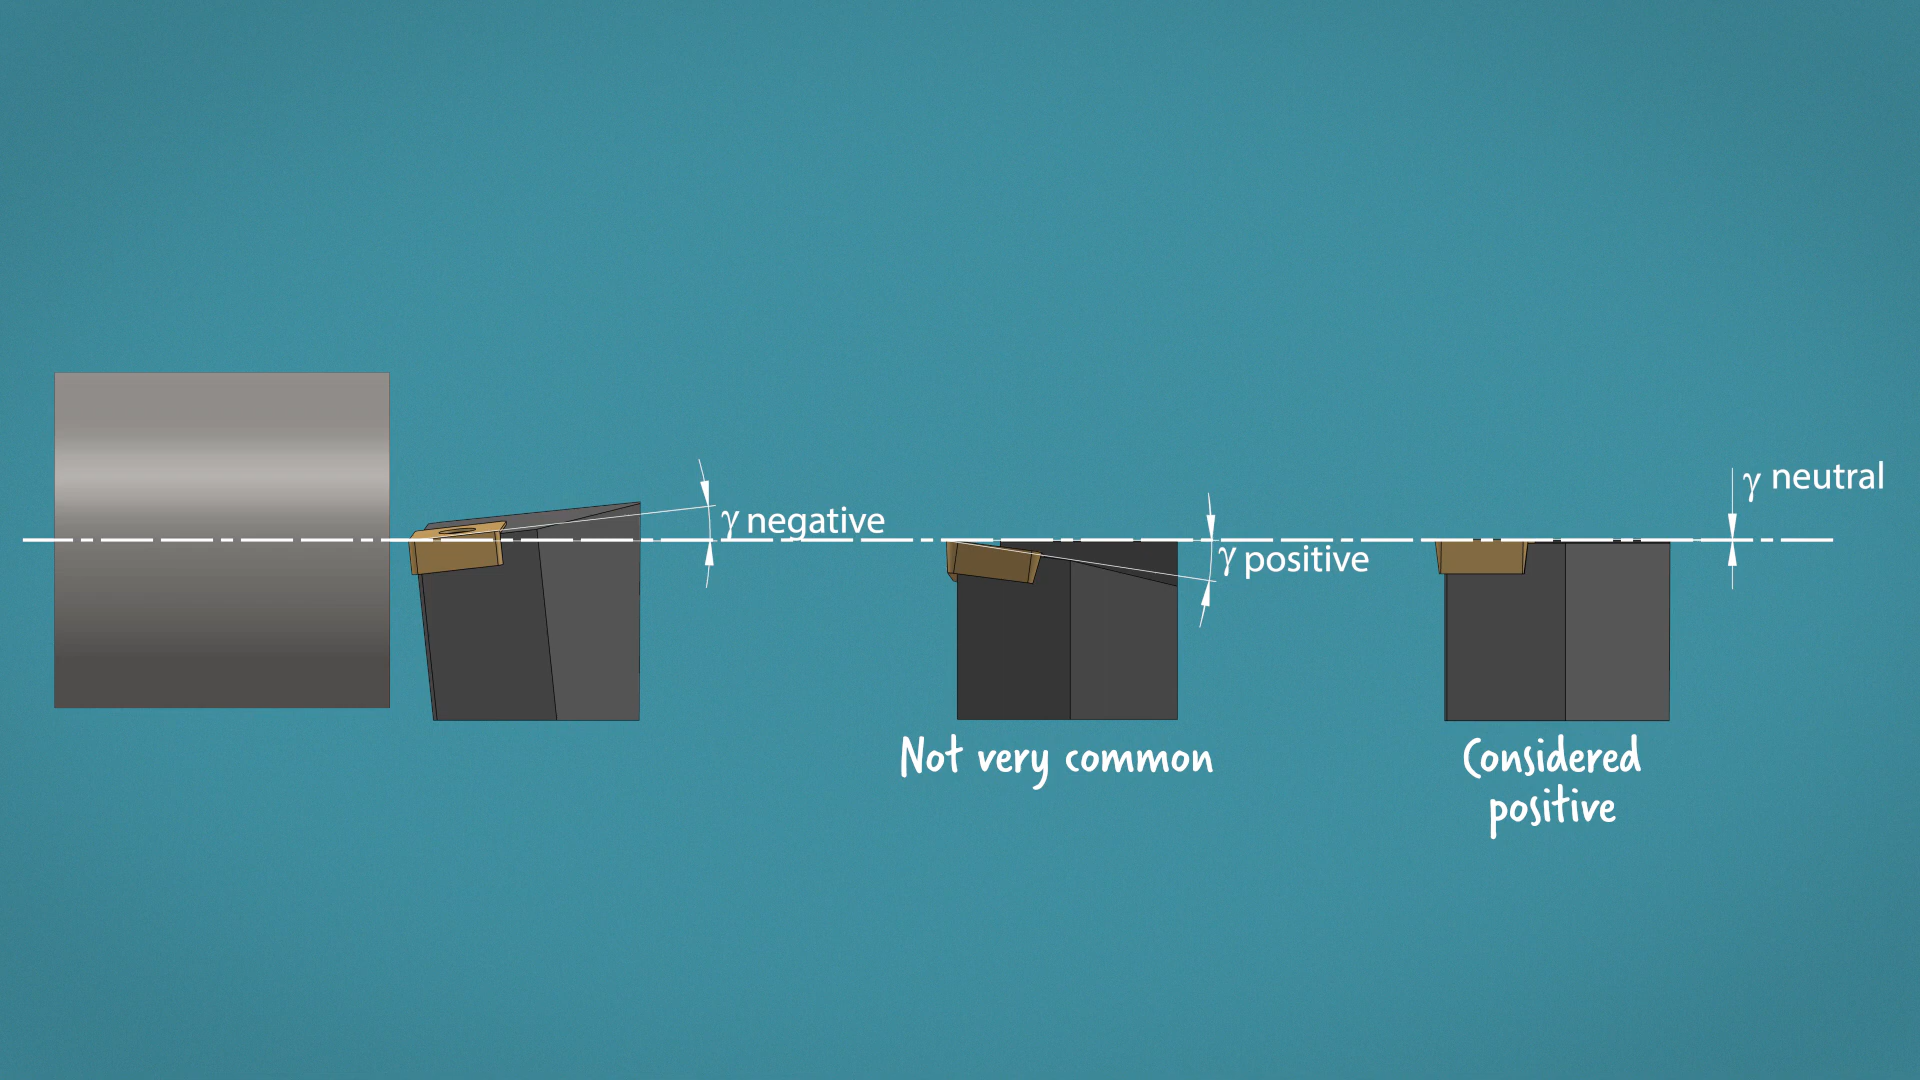 γ negative
γ positive
γ neutral
Not very common
Considered
positive